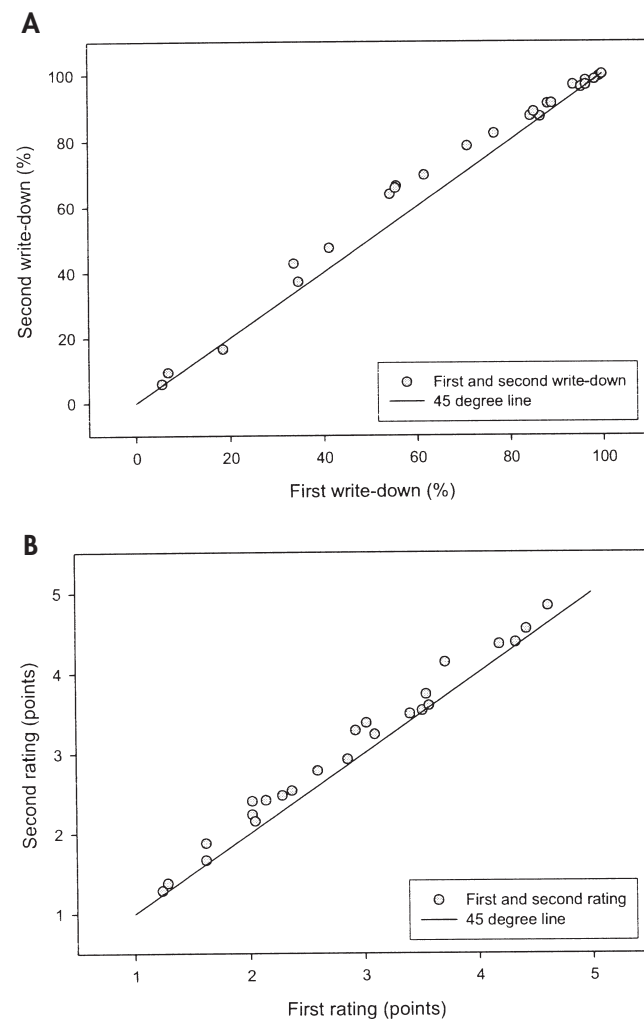 A
Second write-down (%)
100
80
60
40
20
0
First and second write-down
45 degree line
0 20 40 60 80 100
First write-down (%)
B
Second rating (points)
5
4
3
2
1
First and second rating
45 degree line
1 2 3 4 5
First rating (points)